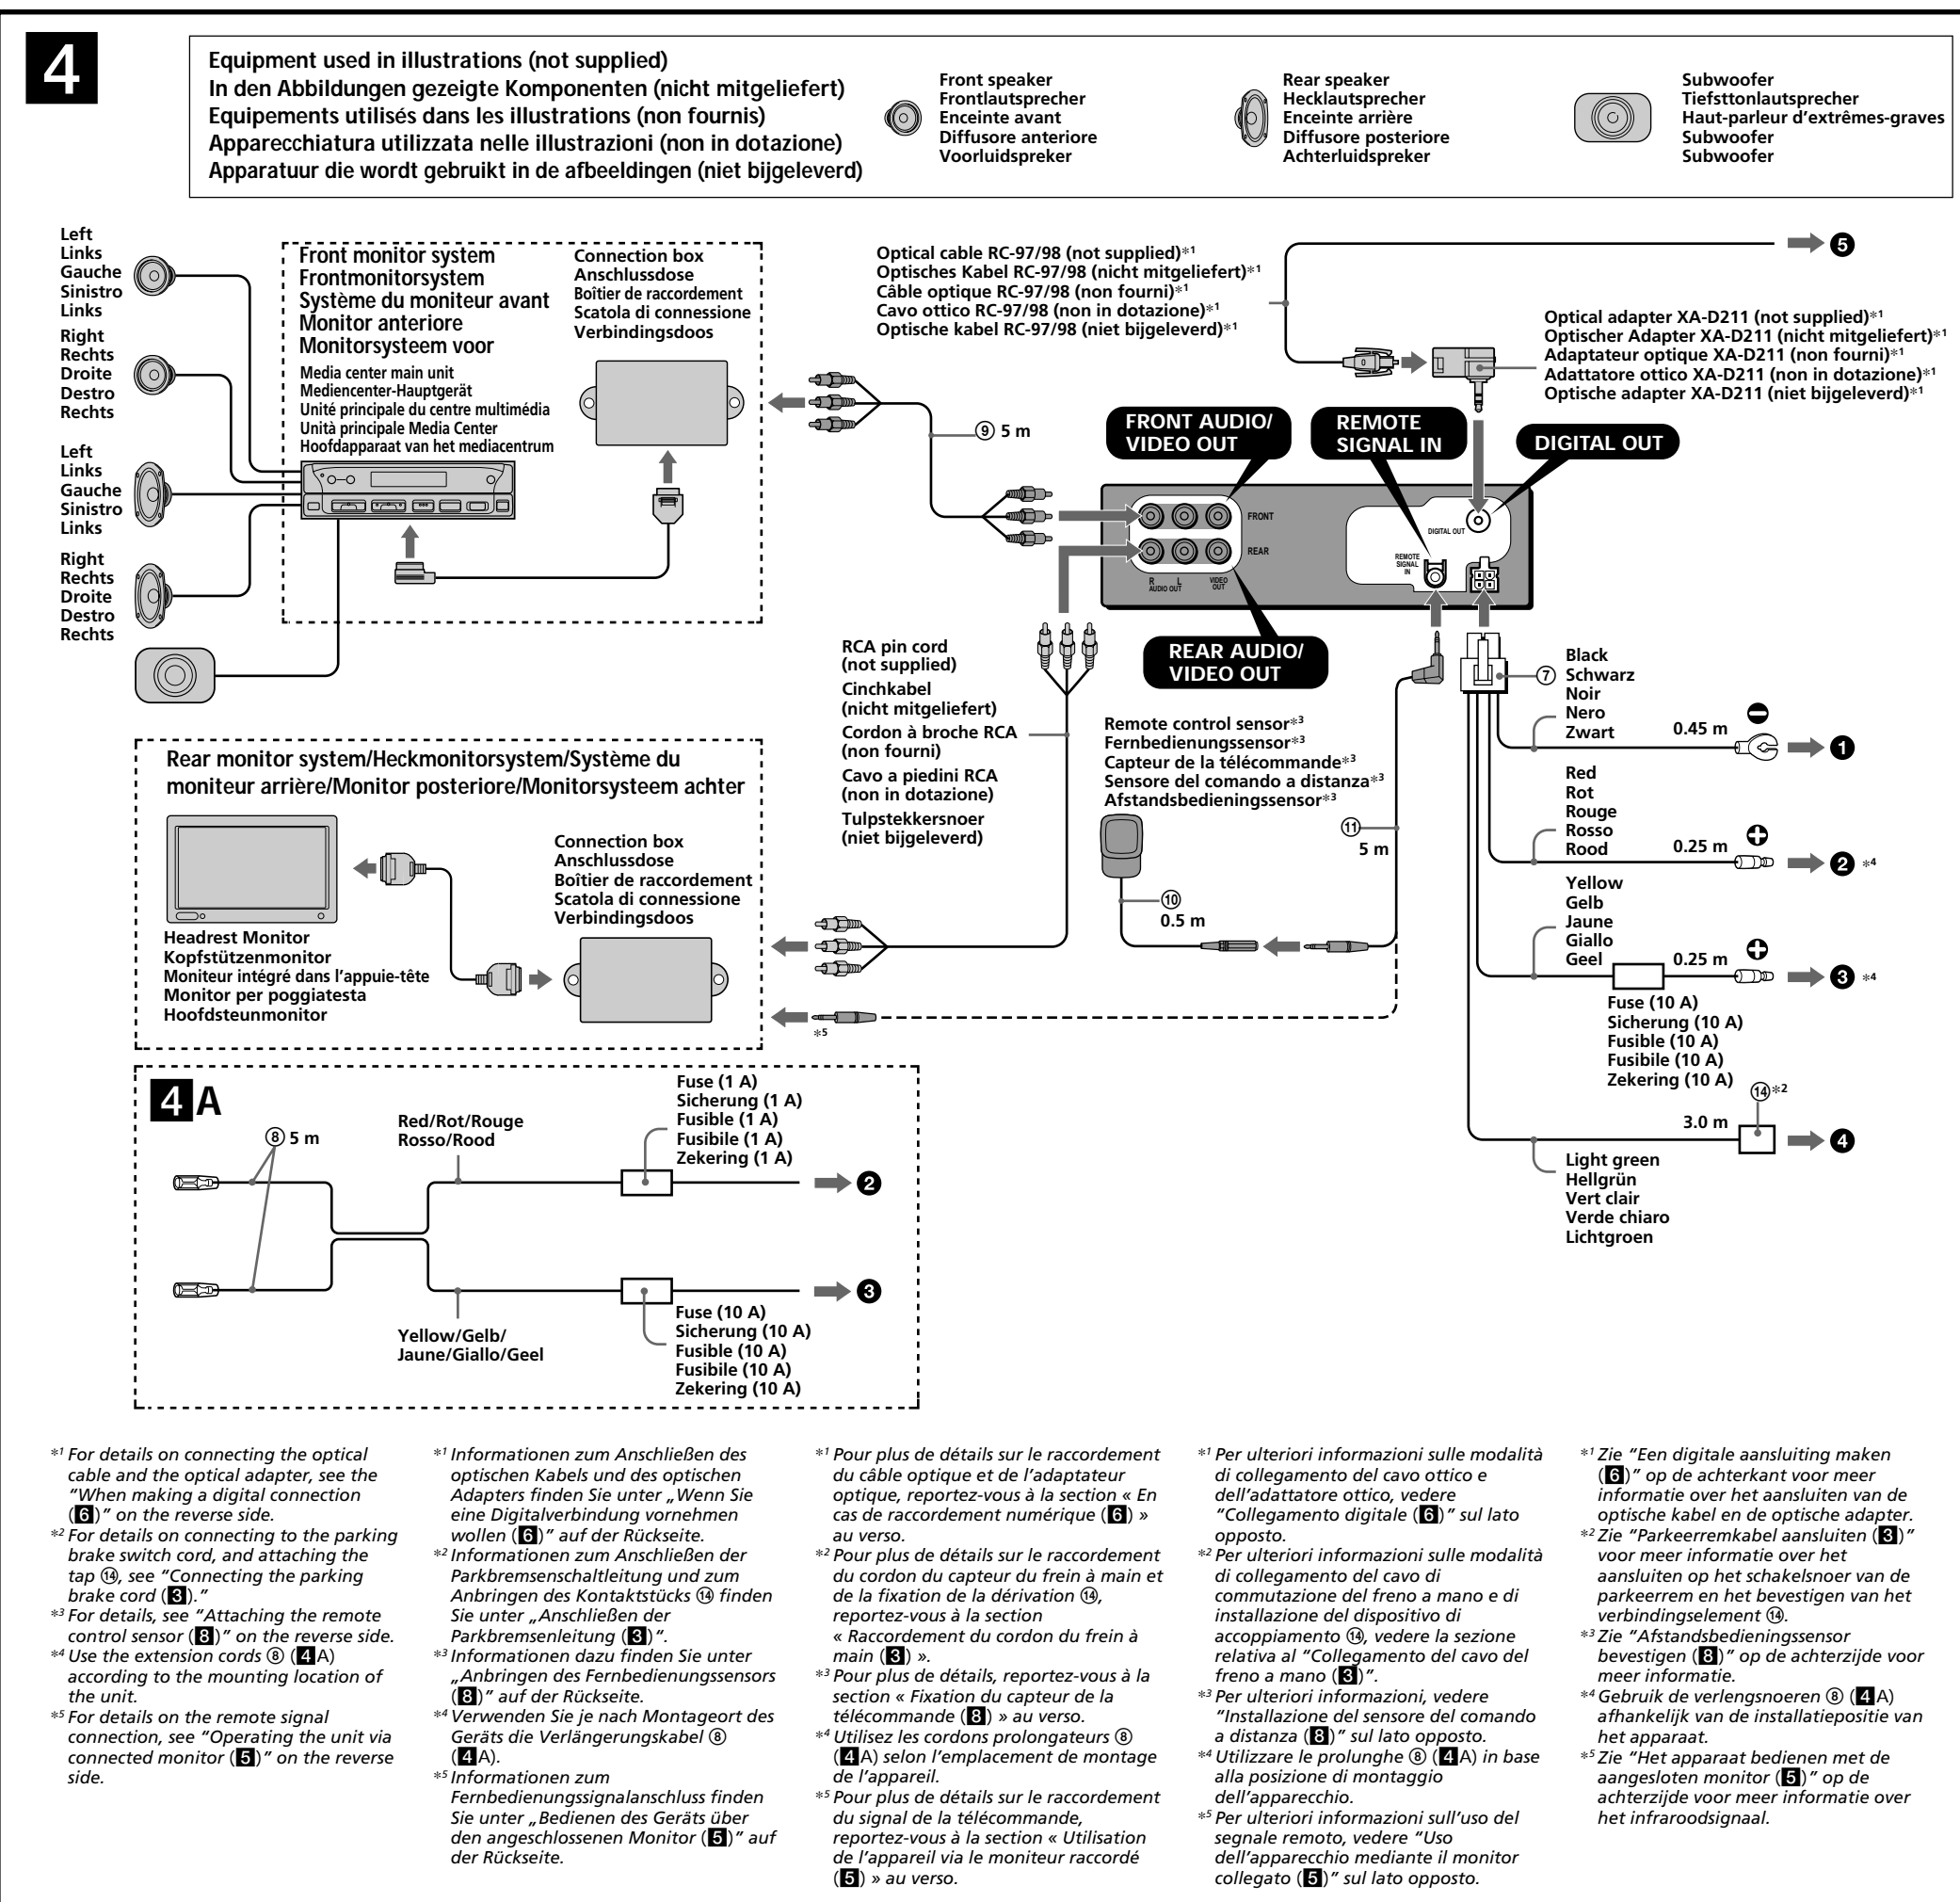 4
Equipment used in illustrations (not supplied)
In den Abbildungen gezeigte Komponenten (nicht mitgeliefert)
Equipements utilisés dans les illustrations (non fournis)
Apparecchiatura utilizzata nelle illustrazioni (non in dotazione)
Apparatuur die wordt gebruikt in de afbeeldingen (niet bijgeleverd)
Front speaker
Frontlautsprecher
Enceinte avant
Diffusore anteriore
Voorluidspreker
Rear speaker
Hecklautsprecher
Enceinte arrière
Diffusore posteriore
Achterluidspreker
Subwoofer
Tiefsttonlautsprecher
Haut-parleur d'extrêmes-graves
Subwoofer
Subwoofer
Left
Links
Gauche
Sinistro
Links
Right
Rechts
Droite
Destro
Rechts
Left
Links
Gauche
Sinistro
Links
Right
Rechts
Droite
Destro
Rechts
Front monitor system
Frontmonitorsystem
Système du moniteur avant
Monitor anteriore
Monitorsysteem voor
Media center main unit
Mediencenter-Hauptgerät
Unité principale du centre multimédia
Unità principale Media Center
Hoofdapparaat van het mediacentrum
Connection box
Anschlussdose
Boîtier de raccordement
Scatola di connessione
Verbindingsdoos
Optical cable RC-97/98 (not supplied)*1
Optisches Kabel RC-97/98 (nicht mitgeliefert)*1
Câble optique RC-97/98 (non fourni)*1
Cavo ottico RC-97/98 (non in dotazione)*1
Optische kabel RC-97/98 (niet bijgeleverd)*1
❺
Optical adapter XA-D211 (not supplied)*1
Optischer Adapter XA-D211 (nicht mitgeliefert)*1
Adaptateur optique XA-D211 (non fourni)*1
Adattatore ottico XA-D211 (non in dotazione)*1
Optische adapter XA-D211 (niet bijgeleverd)*1
⑨ 5 m
FRONT AUDIO/
VIDEO OUT
REMOTE
SIGNAL IN
DIGITAL OUT
FRONT
REAR
R L
AUDIO OUT
VIDEO
OUT
DIGITAL OUT
REMOTE
SIGNAL
IN
REAR AUDIO/
VIDEO OUT
RCA pin cord
(not supplied)
Cinchkabel
(nicht mitgeliefert)
Cordon à broche RCA
(non fourni)
Cavo a piedini RCA
(non in dotazione)
Tulpstekkersnoer
(niet bijgeleverd)
Remote control sensor*3
Fernbedienungssensor*3
Capteur de la télécommande*3
Sensore del comando a distanza*3
Afstandsbedieningssensor*3
⑪
5 m
⑩
0.5 m
⑦
Black
Schwarz
Noir
Nero
Zwart
0.45 m
❶
Red
Rot
Rouge
Rosso
Rood
0.25 m
❷ *4
Yellow
Gelb
Jaune
Giallo
Geel
0.25 m
❸ *4
Fuse (10 A)
Sicherung (10 A)
Fusible (10 A)
Fusibile (10 A)
Zekering (10 A)
⑭*2
3.0 m
❹
Light green
Hellgrün
Vert clair
Verde chiaro
Lichtgroen
Rear monitor system/Heckmonitorsystem/Système du
moniteur arrière/Monitor posteriore/Monitorsysteem achter
Headrest Monitor
Kopfstützenmonitor
Moniteur intégré dans l'appuie-tête
Monitor per poggiatesta
Hoofdsteunmonitor
Connection box
Anschlussdose
Boîtier de raccordement
Scatola di connessione
Verbindingsdoos
*5
4A
⑧ 5 m
Red/Rot/Rouge
Rosso/Rood
Fuse (1 A)
Sicherung (1 A)
Fusible (1 A)
Fusibile (1 A)
Zekering (1 A)
❷
Yellow/Gelb/
Jaune/Giallo/Geel
Fuse (10 A)
Sicherung (10 A)
Fusible (10 A)
Fusibile (10 A)
Zekering (10 A)
❸
*1 For details on connecting the optical
cable and the optical adapter, see the
"When making a digital connection
(6)" on the reverse side.
*2 For details on connecting to the parking
brake switch cord, and attaching the
tap ⑭, see "Connecting the parking
brake cord (3)."
*3 For details, see "Attaching the remote
control sensor (8)" on the reverse side.
*4 Use the extension cords ⑧ (4A)
according to the mounting location of
the unit.
*5 For details on the remote signal
connection, see "Operating the unit via
connected monitor (5)" on the reverse
side.
*1 Informationen zum Anschließen des
optischen Kabels und des optischen
Adapters finden Sie unter „Wenn Sie
eine Digitalverbindung vornehmen
wollen (6)" auf der Rückseite.
*2 Informationen zum Anschließen der
Parkbremsenschaltleitung und zum
Anbringen des Kontaktstücks ⑭ finden
Sie unter „Anschließen der
Parkbremsenleitung (3)".
*3 Informationen dazu finden Sie unter
„Anbringen des Fernbedienungssensors
(8)" auf der Rückseite.
*4 Verwenden Sie je nach Montageort des
Geräts die Verlängerungskabel ⑧
(4A).
*5 Informationen zum
Fernbedienungssignalanschluss finden
Sie unter „Bedienen des Geräts über
den angeschlossenen Monitor (5)" auf
der Rückseite.
*1 Pour plus de détails sur le raccordement
du câble optique et de l'adaptateur
optique, reportez-vous à la section « En
cas de raccordement numérique (6) »
au verso.
*2 Pour plus de détails sur le raccordement
du cordon du capteur du frein à main et
de la fixation de la dérivation ⑭,
reportez-vous à la section
« Raccordement du cordon du frein à
main (3) ».
*3 Pour plus de détails, reportez-vous à la
section « Fixation du capteur de la
télécommande (8) » au verso.
*4 Utilisez les cordons prolongateurs ⑧
(4A) selon l'emplacement de montage
de l'appareil.
*5 Pour plus de détails sur le raccordement
du signal de la télécommande,
reportez-vous à la section « Utilisation
de l'appareil via le moniteur raccordé
(5) » au verso.
*1 Per ulteriori informazioni sulle modalità
di collegamento del cavo ottico e
dell'adattatore ottico, vedere
"Collegamento digitale (6)" sul lato
opposto.
*2 Per ulteriori informazioni sulle modalità
di collegamento del cavo di
commutazione del freno a mano e di
installazione del dispositivo di
accoppiamento ⑭, vedere la sezione
relativa al "Collegamento del cavo del
freno a mano (3)".
*3 Per ulteriori informazioni, vedere
"Installazione del sensore del comando
a distanza (8)" sul lato opposto.
*4 Utilizzare le prolunghe ⑧ (4A) in base
alla posizione di montaggio
dell'apparecchio.
*5 Per ulteriori informazioni sull'uso del
segnale remoto, vedere "Uso
dell'apparecchio mediante il monitor
collegato (5)" sul lato opposto.
*1 Zie "Een digitale aansluiting maken
(6)" op de achterkant voor meer
informatie over het aansluiten van de
optische kabel en de optische adapter.
*2 Zie "Parkeerremkabel aansluiten (3)"
voor meer informatie over het
aansluiten op het schakelsnoer van de
parkeerrem en het bevestigen van het
verbindingselement ⑭.
*3 Zie "Afstandsbedieningssensor
bevestigen (8)" op de achterzijde voor
meer informatie.
*4 Gebruik de verlengsnoeren ⑧ (4A)
afhankelijk van de installatiepositie van
het apparaat.
*5 Zie "Het apparaat bedienen met de
aangesloten monitor (5)" op de
achterzijde voor meer informatie over
het infraroodsignaal.